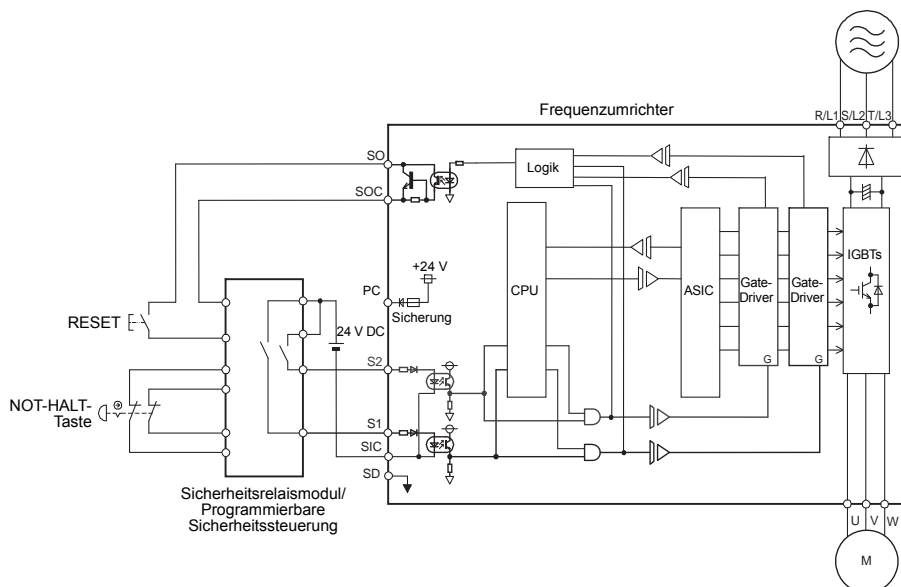 Frequenzumrichter
R/L1 S/L2 T/L3
SO
Logik
SOC
+24 V
PC
Sicherung
CPU
ASIC
Gate-
Driver
Gate-
Driver
IGBTs
RESET
24 V DC
S2
G
G
NOT-HALT-
Taste
S1
SIC
SD
Sicherheitsrelaismodul/
Programmierbare
Sicherheitssteuerung
U V W
M